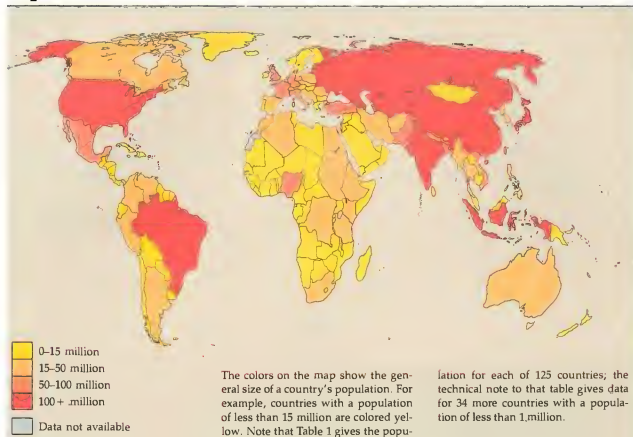 0–15 million
15–50 million
50–100 million
100+ .million
Data not available
The colors on the map show the gen-
eral size of a country's population. For
example, countries with a population
of less than 15 million are colored yel-
low. Note that Table 1 gives the popu-
lation for each of 125 countries; the
technical note to that table gives data
for 34 more countries with a popula-
tion of less than 1.million.